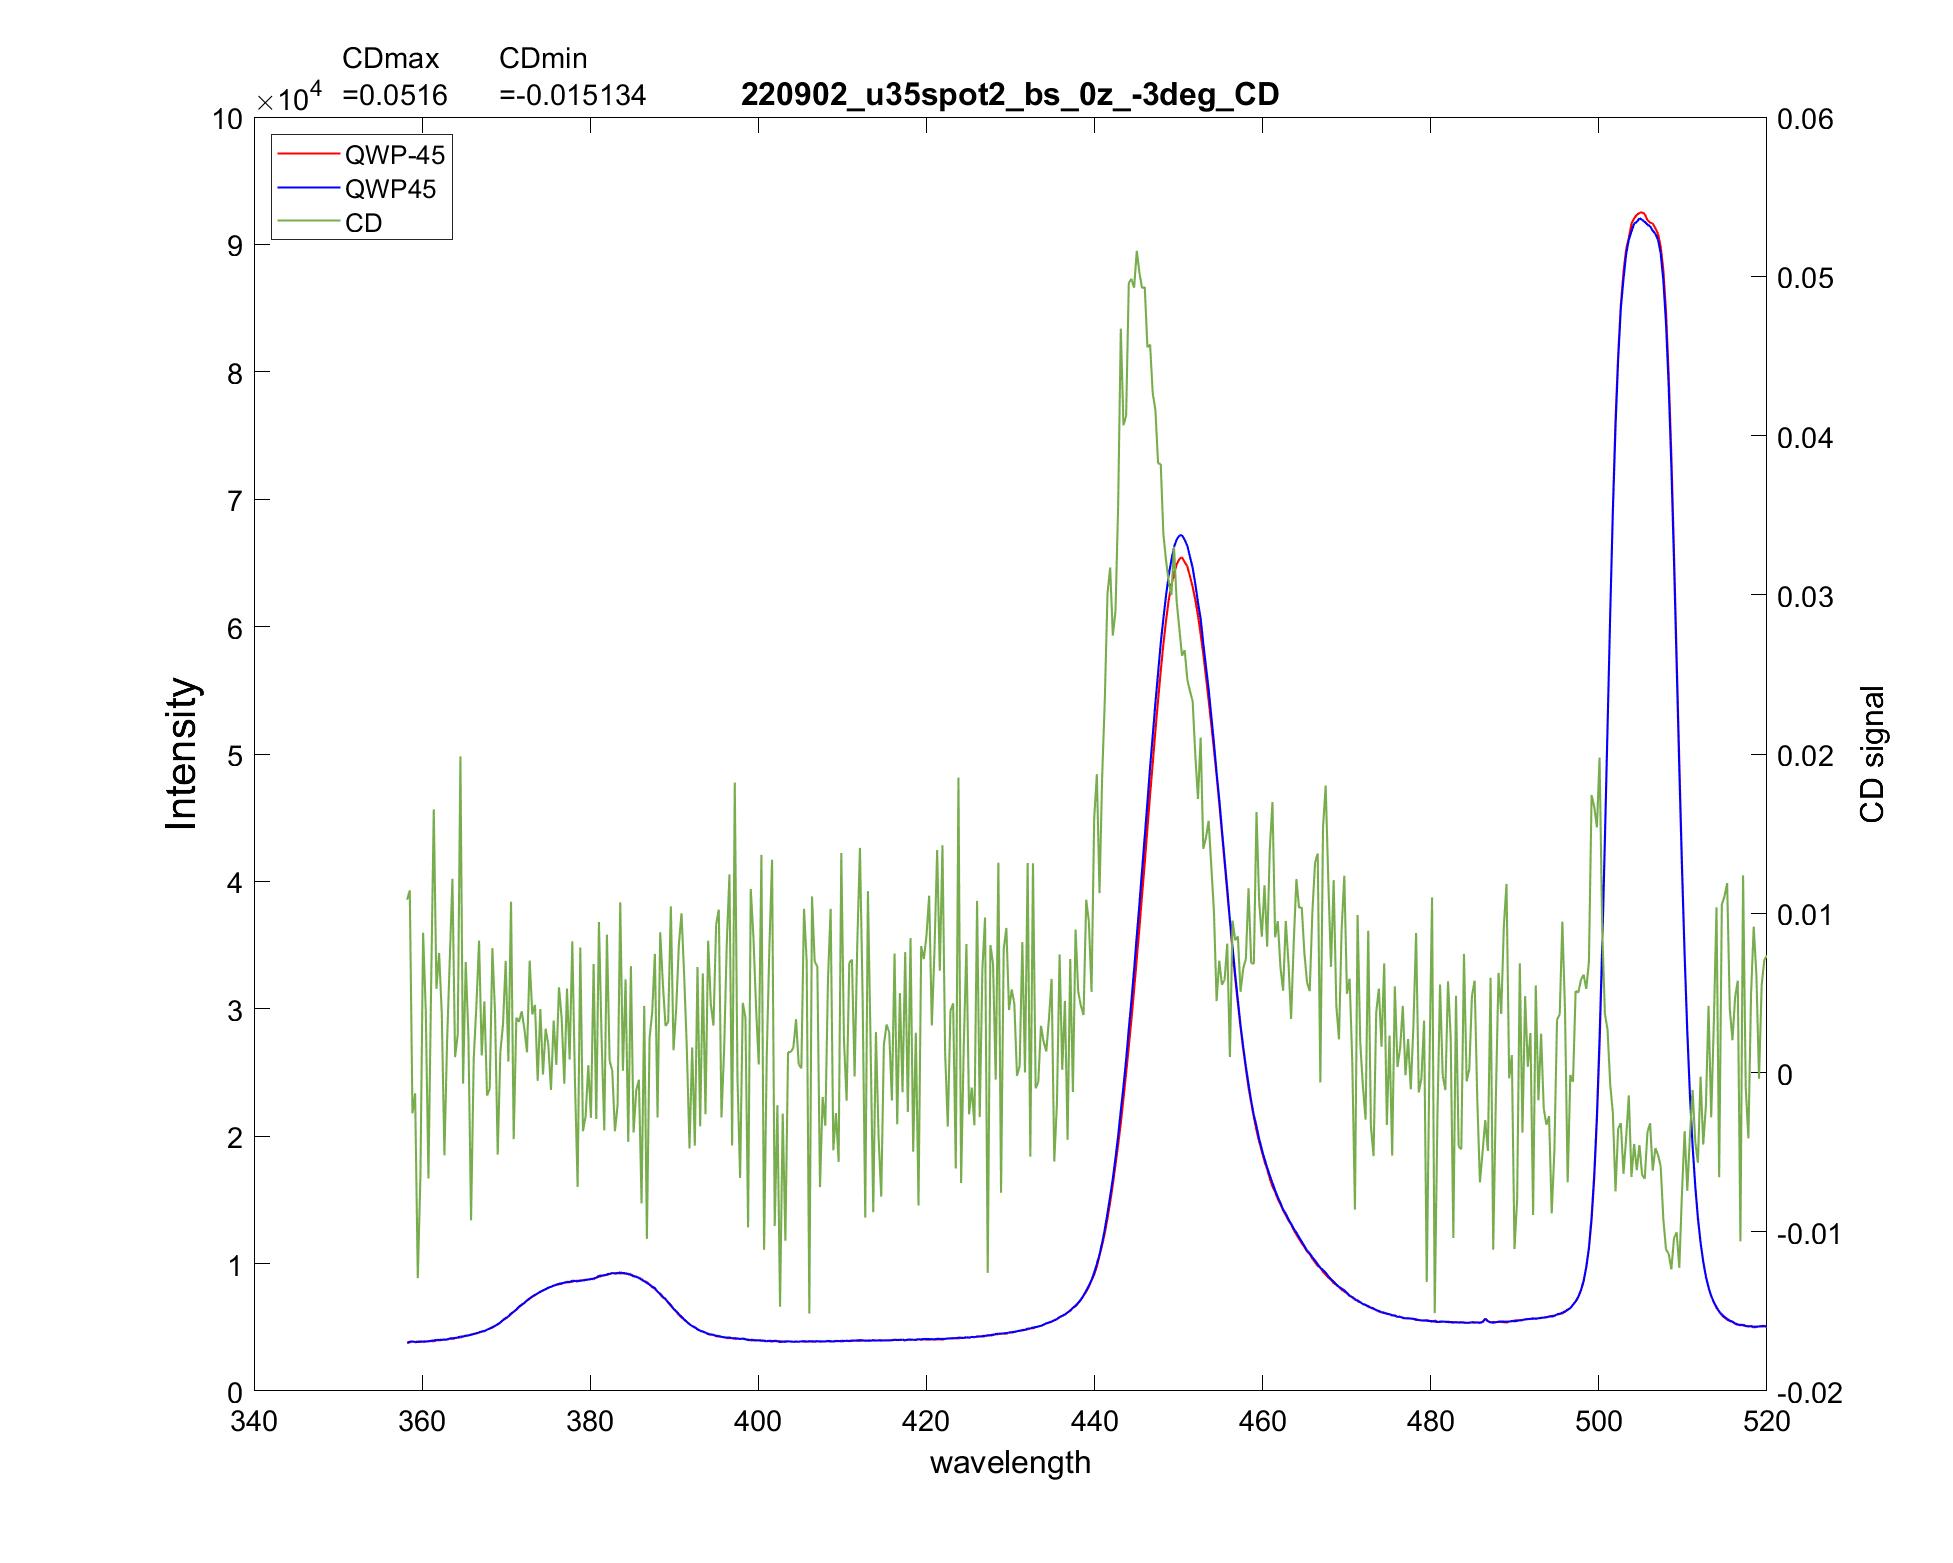 CDmax
=0.0516
CDmin
=-0.015134
220902_u35spot2_bs_0z_-3deg_CD
×10^4
QWP-45
QWP45
CD
10
9
8
7
6
5
4
3
2
1
0
Intensity
0.06
0.05
0.04
0.03
0.02
0.01
0
-0.01
-0.02
CD signal
340 360 380 400 420 440 460 480 500 520
wavelength